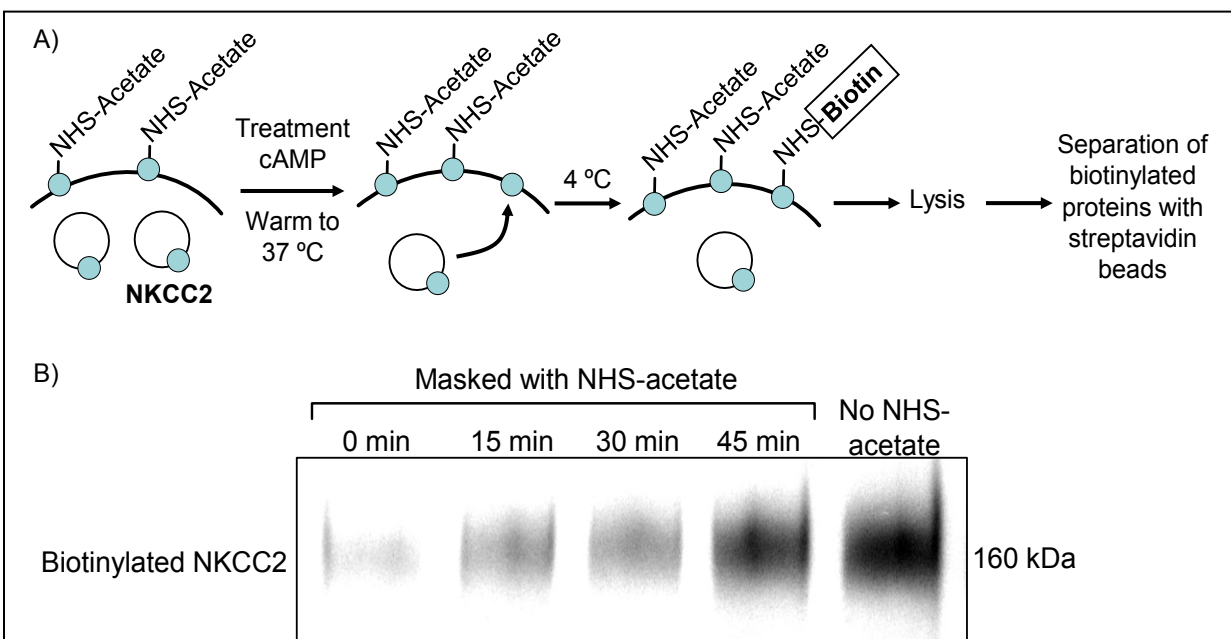 A)
NHS-Acetate
NHS-Acetate
NKCC2
Treatment
cAMP
Warm to
37 ºC
NHS-Acetate
NHS-Acetate
4 ºC
NHS-Acetate
NHS-Acetate
NHS-Biotin
Lysis
Separation of
biotinylated
proteins with
streptavidin
beads
B)
Masked with NHS-acetate
0 min 15 min 30 min 45 min
No NHS-
acetate
Biotinylated NKCC2
160 kDa